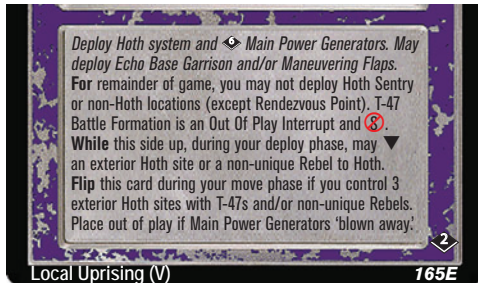 Deploy Hoth system and 6 Main Power Generators. May
deploy Echo Base Garrison and/or Maneuvering Flaps.
For remainder of game, you may not deploy Hoth Sentry
or non-Hoth locations (except Rendezvous Point). T-47
Battle Formation is an Out Of Play Interrupt and 8.
While this side up, during your deploy phase, may ▼
an exterior Hoth site or a non-unique Rebel to Hoth.
Flip this card during your move phase if you control 3
exterior Hoth sites with T-47s and/or non-unique Rebels.
Place out of play if Main Power Generators 'blown away.'
2
Local Uprising (V) 165E